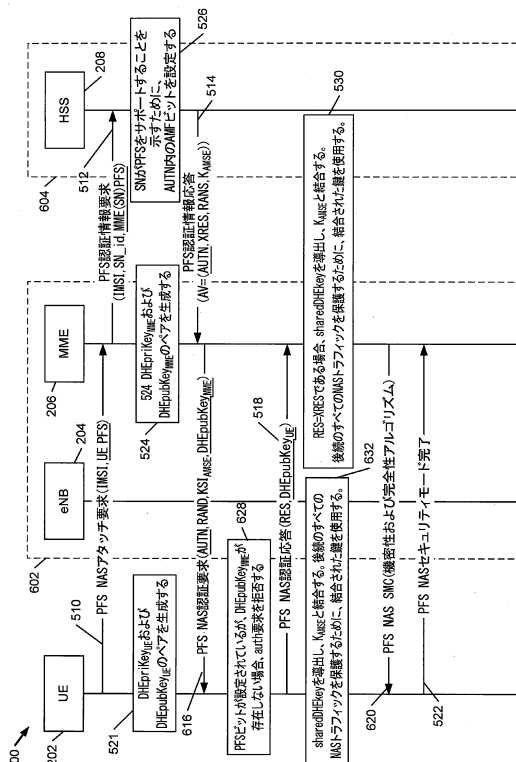 00
UE
202
510
PFS NASアタッチ要求(IMSI,UE PFS)
602
eNB
204
MME
206
HSS
208
604
512
PFS認証情報要求
(IMSI,SN_id,MME(SN)PFS)
521
DHEpriKeyUEおよび
DHEpubKeyUEのペアを生成する
524 DHEpriKeyMMEおよび
DHEpubKeyMMEのペアを生成する
524
SNがPFSをサポートすることを
示すために、
AUTN内のAMFビットを設定する
526
PFS認証情報応答
(AV=(AUTN,XRES,RANS,KAMSE))
514
616
PFS NAS認証要求(AUTN,RAND,KSIAMSE,DHEpubKeyMME)
PFSビットが設定されているが、DHEpubKeyMMEが
存在しない場合、auth要求を拒否する
628
PFS NAS認証応答(RES,DHEpubKeyUE)
518
sharedDHEkeyを導出し、KAMSEと結合する。後続のすべての
NASトラフィックを保護するために、結合された鍵を使用する。
632
RES=XRESである場合、sharedDHEkeyを導出し、KAMSEと結合する。
後続のすべてのNASトラフィックを保護するために、結合された鍵を使用する。
530
620
PFS NAS SMC(機密性および完全性アルゴリズム)
522
PFS NASセキュリティモード完了